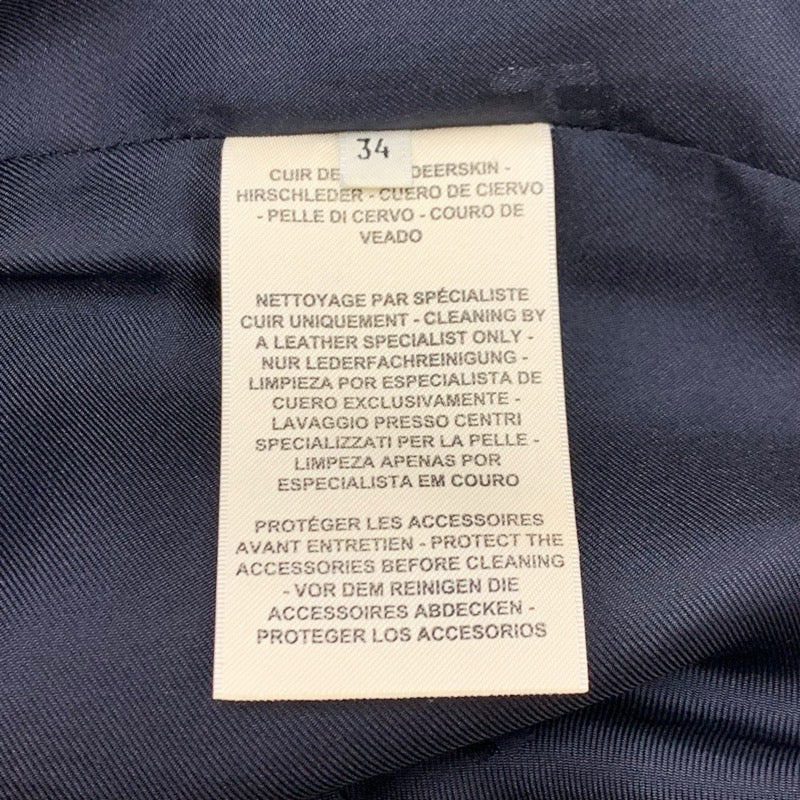 34
CUIR DE DEERSKIN -
HIRSCHLEDER - CUERO DE CIERVO
- PELLE DI CERVO - COURO DE
VEADO
NETTOYAGE PAR SPÉCIALISTE
CUIR UNIQUEMENT - CLEANING BY
A LEATHER SPECIALIST ONLY -
NUR LEDERFACHREINIGUNG -
LIMPIEZA POR ESPECIALISTA DE
CUERO EXCLUSIVAMENTE -
LAVAGGIO PRESSO CENTRI
SPECIALIZZATI PER LA PELLE -
LIMPEZA APENAS POR
ESPECIALISTA EM COURO
PROTÉGER LES ACCESSOIRES
AVANT ENTRETIEN - PROTECT THE
ACCESSORIES BEFORE CLEANING
- VOR DEM REINIGEN DIE
ACCESSOIRES ABDECKEN -
PROTEGER LOS ACCESORIOS